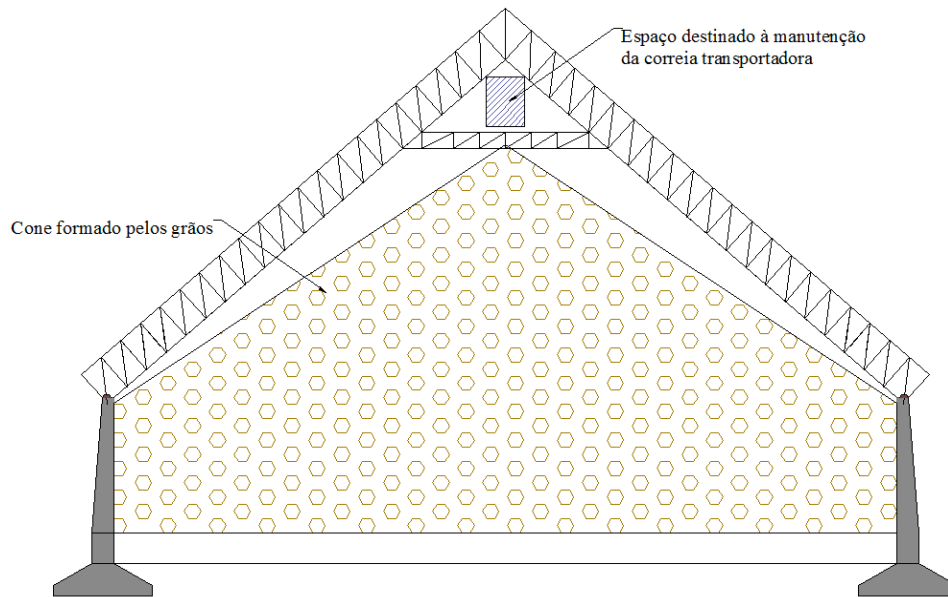 Espaço destinado à manutenção
da correia transportadora
Cone formado pelos grãos